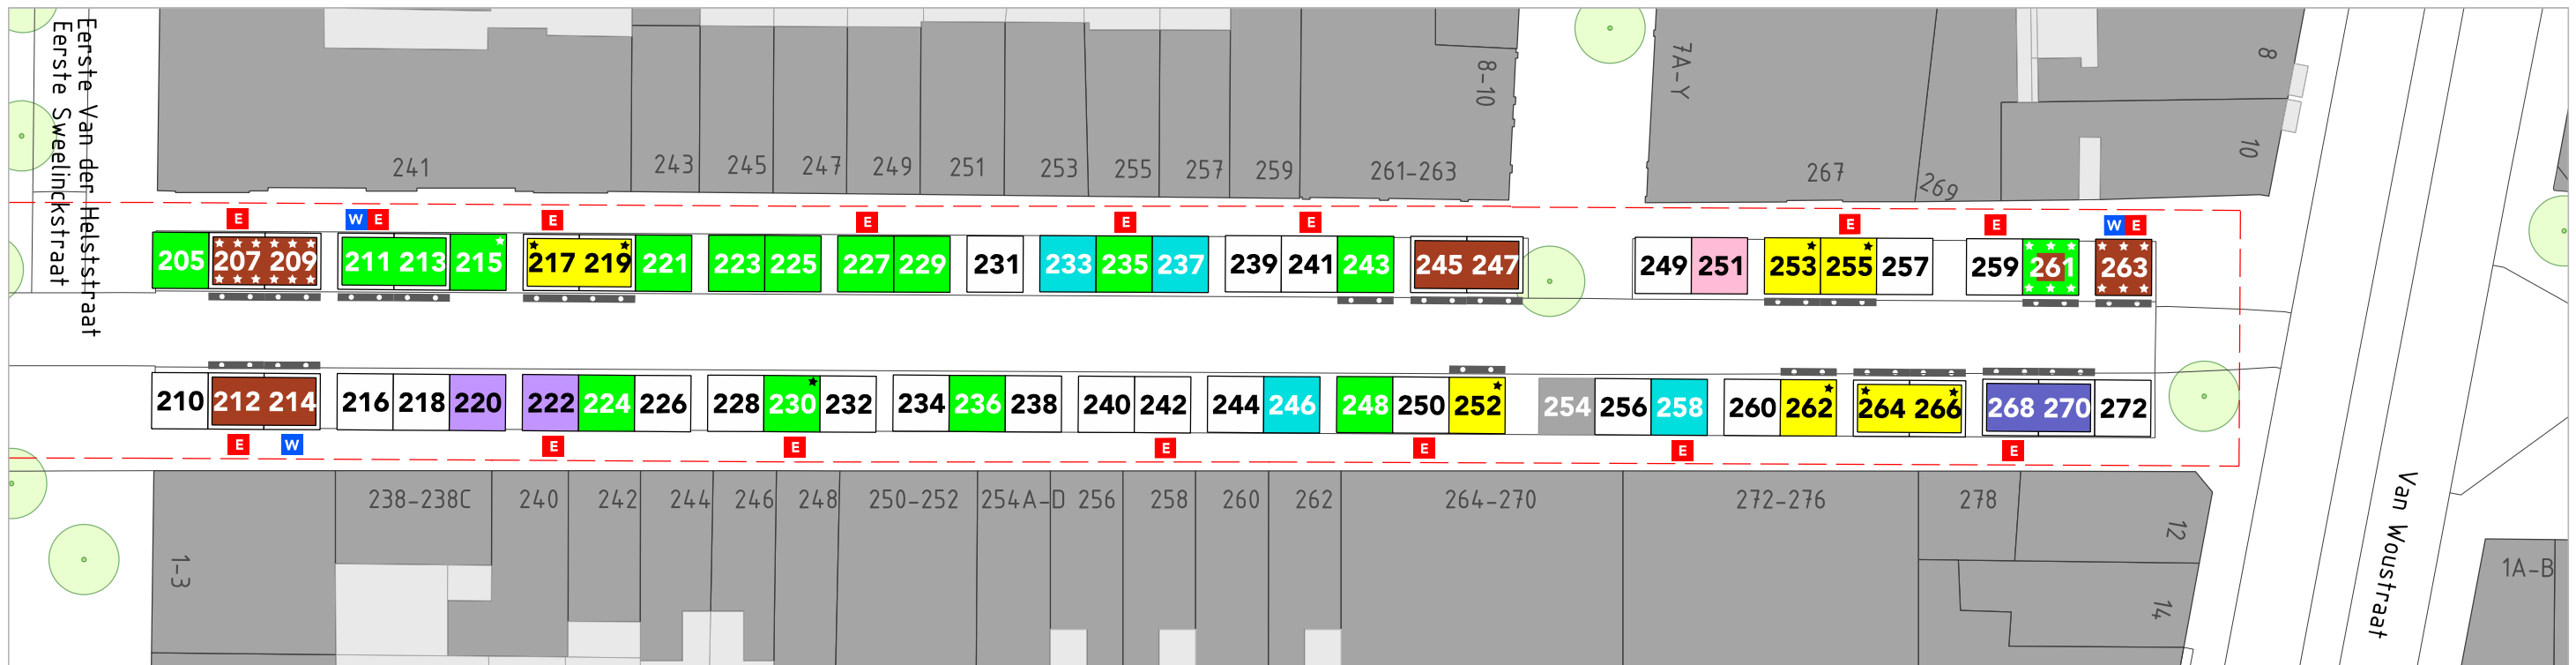 Eerste Van der Helststraat
Eerste Sweelinckstraat
241
243
245
247
249
251
253
255
257
259
261-263
8-10
7A-Y
267
269
8
10
E
W E
E
E
E
E
E
E
W E
205
207 209
211 213
215
217 219
221
223 225
227 229
231
233 235 237
239 241 243
245 247
249 251
253 255 257
259 261
263
210
212 214
216 218 220
222 224 226
228 230 232
234 236 238
240 242
244 246
248 250 252
254 256 258
260 262
264 266
268 270 272
E
W
E
E
E
E
E
E
1-3
238-238C
240
242
244
246
248
250-252
254A-D
256
258
260
262
264-270
272-276
278
12
14
Van Woustraat
1A-B